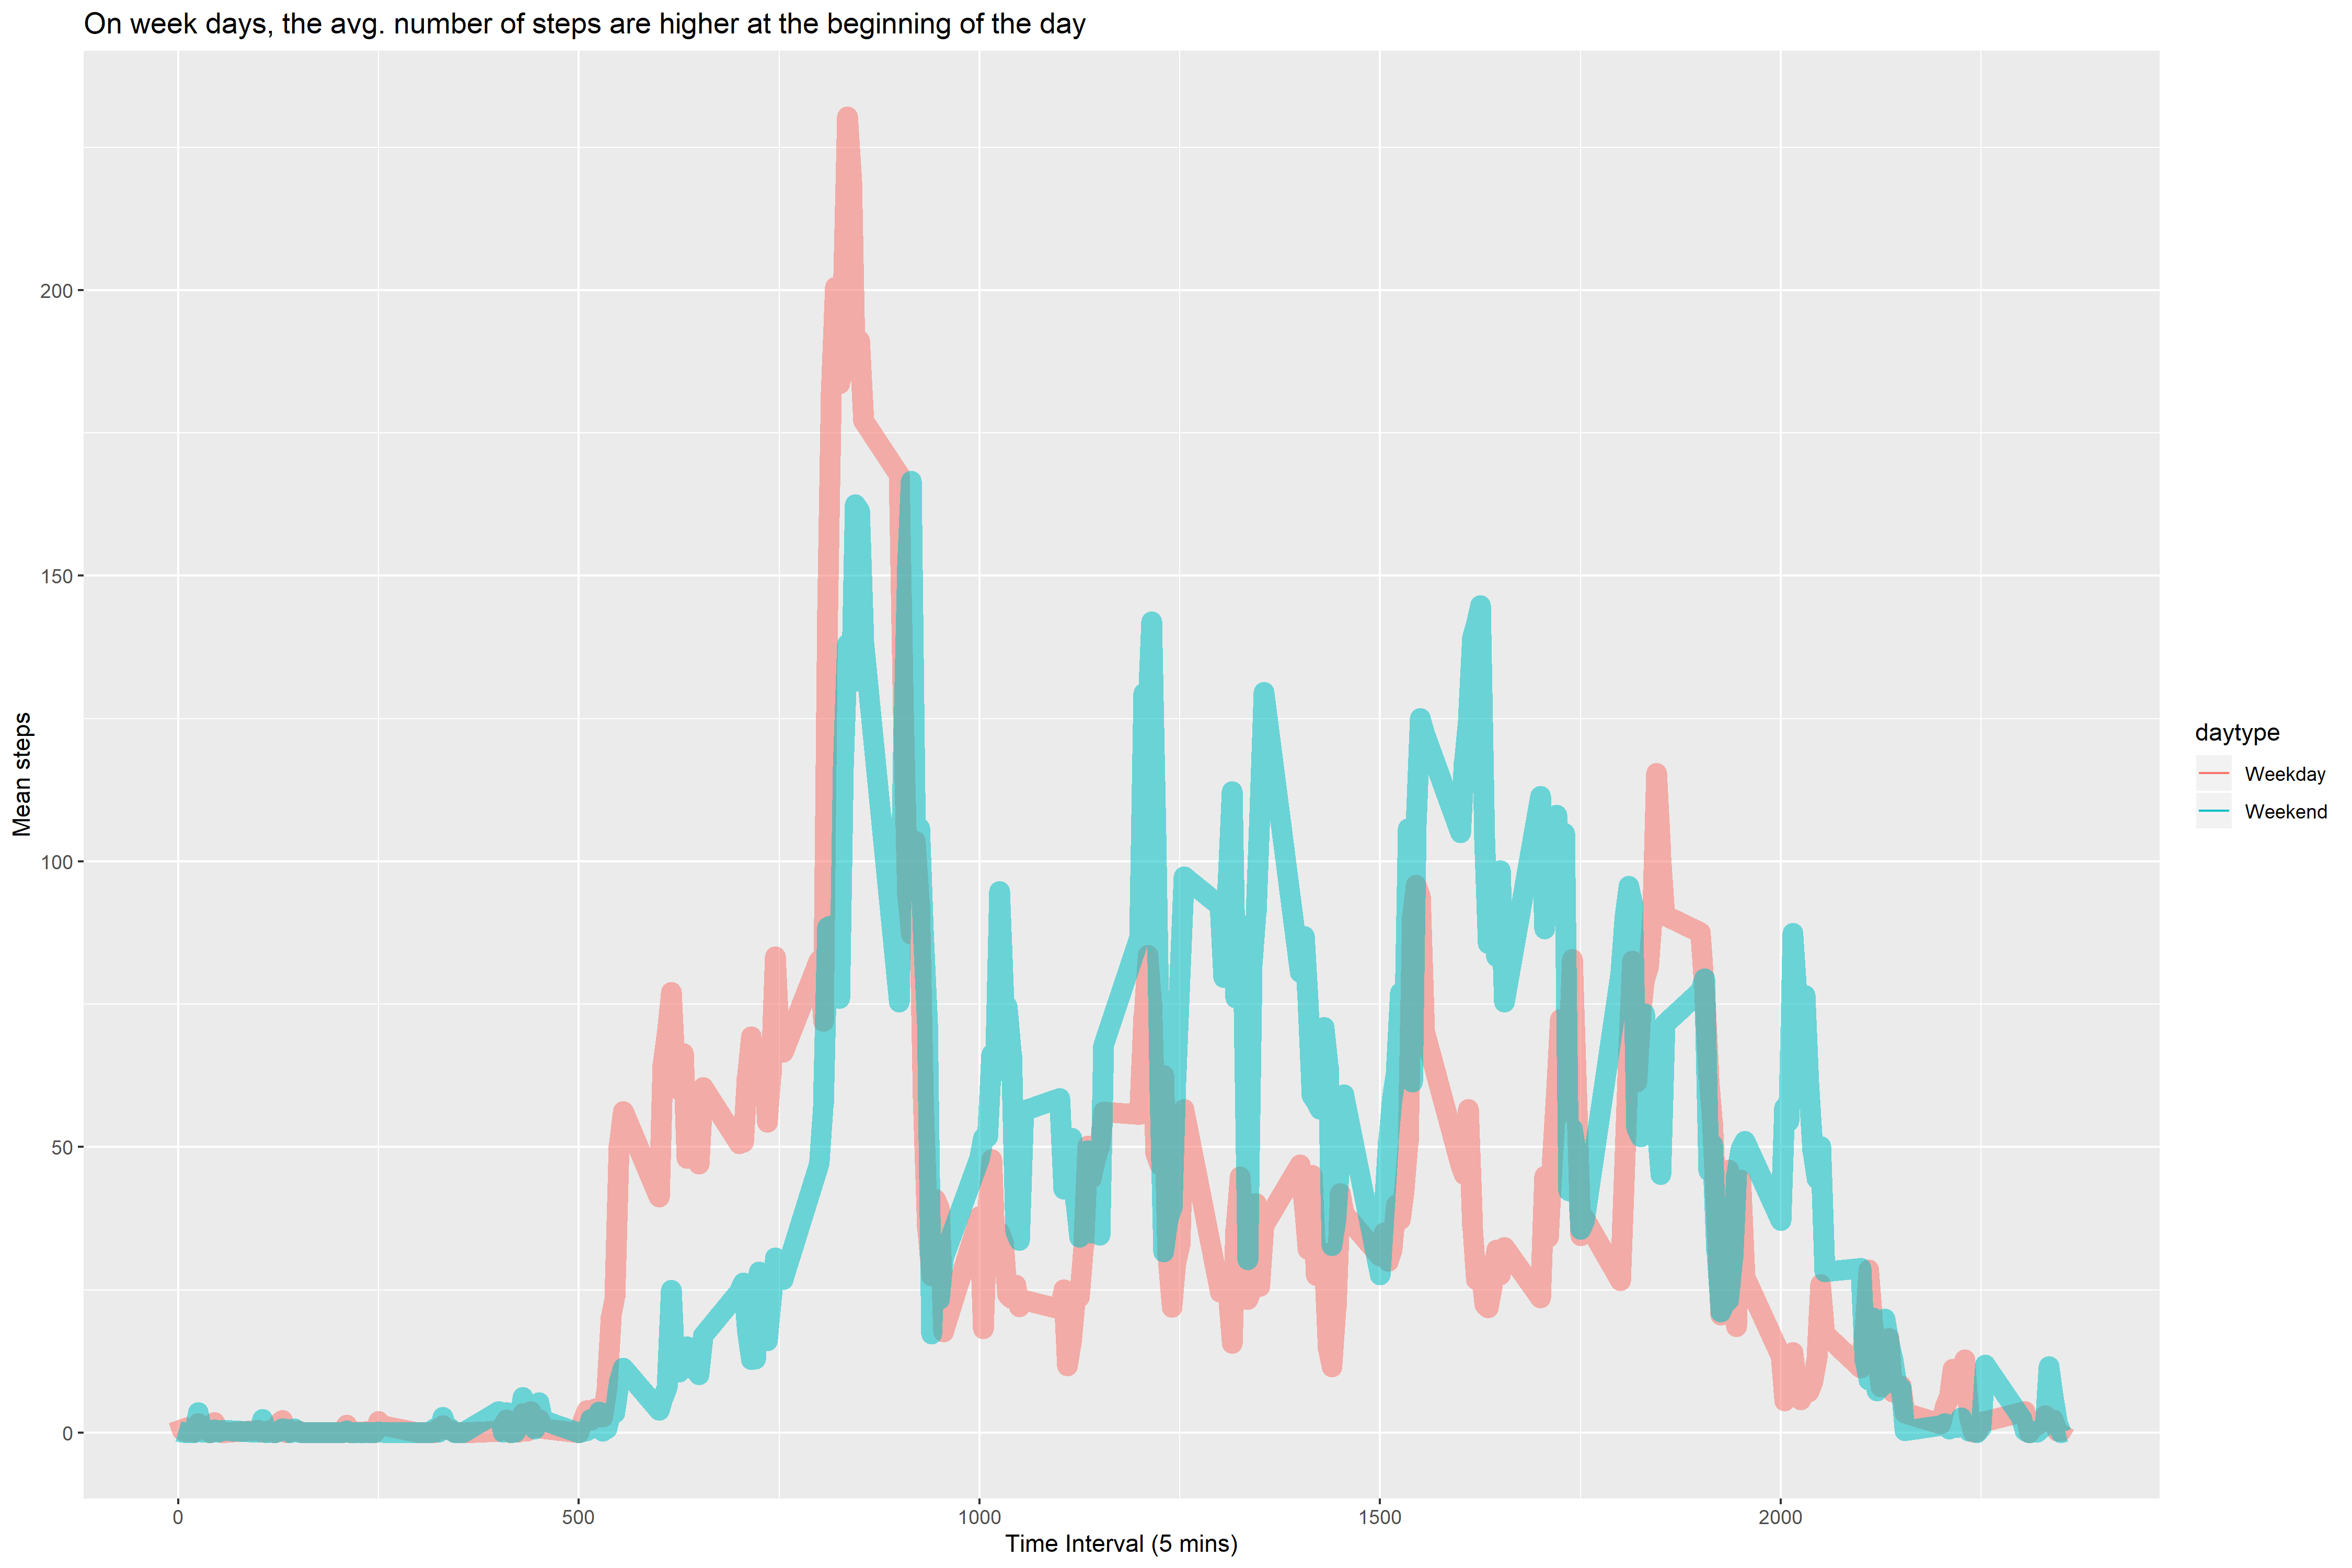 On week days, the avg. number of steps are higher at the beginning of the day
Mean steps
200
150
100
50
0
0 500 1000 1500 2000
Time Interval (5 mins)
daytype
Weekday
Weekend